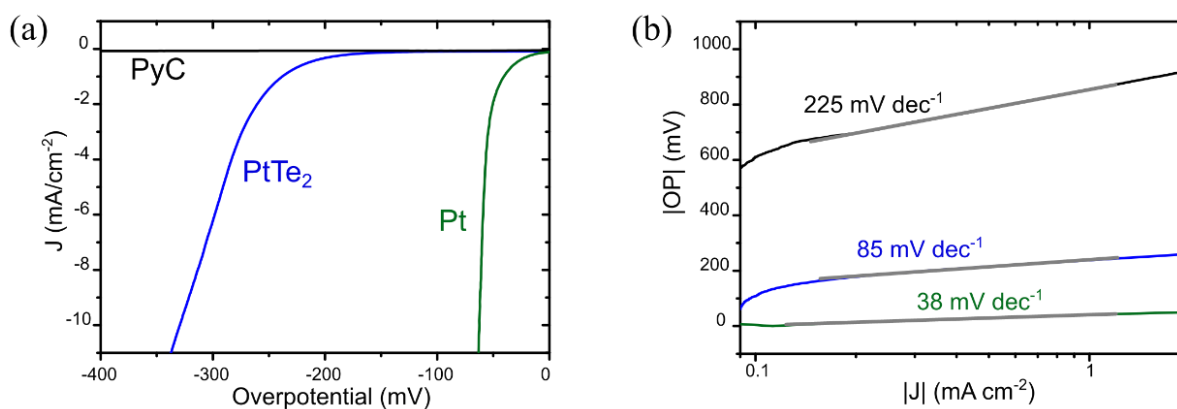 (a)
0
-2
-4
-6
-8
-10
J (mA/cm⁻²)
PyC
PtTe₂
Pt
-400
-300
-200
-100
0
Overpotential (mV)
(b)
1000
800
600
400
200
0
|OP| (mV)
225 mV dec⁻¹
85 mV dec⁻¹
38 mV dec⁻¹
0.1
1
|J| (mA cm⁻²)